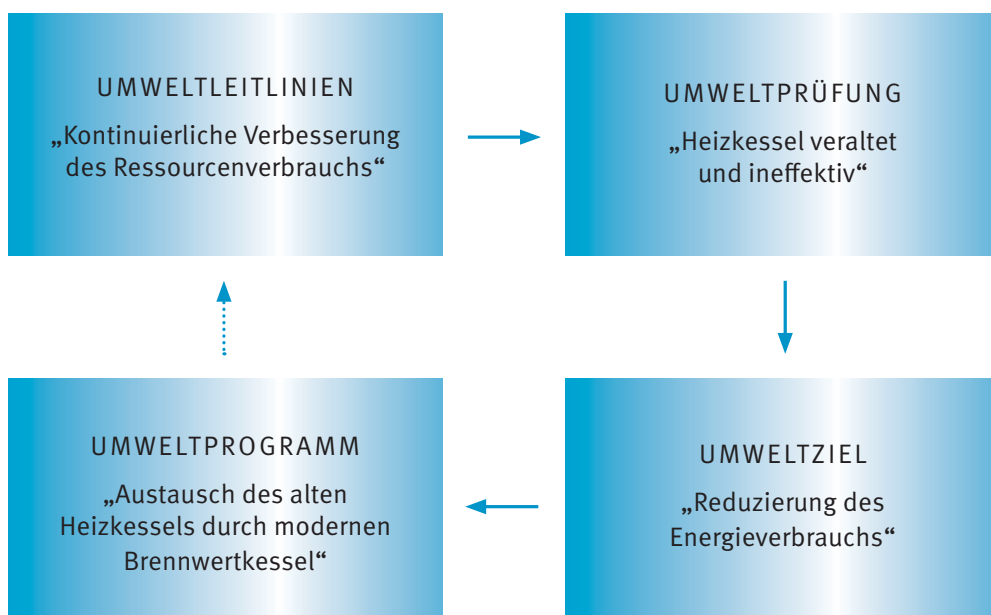 UMWELTLEITLINIEN
„Kontinuierliche Verbesserung
des Ressourcenverbrauchs“
UMWELTPRÜFUNG
„Heizkessel veraltet
und ineffektiv“
UMWELTPROGRAMM
„Austausch des alten
Heizkessels durch modernen
Brennwertkessel“
UMWELTZIEL
„Reduzierung des
Energieverbrauchs“